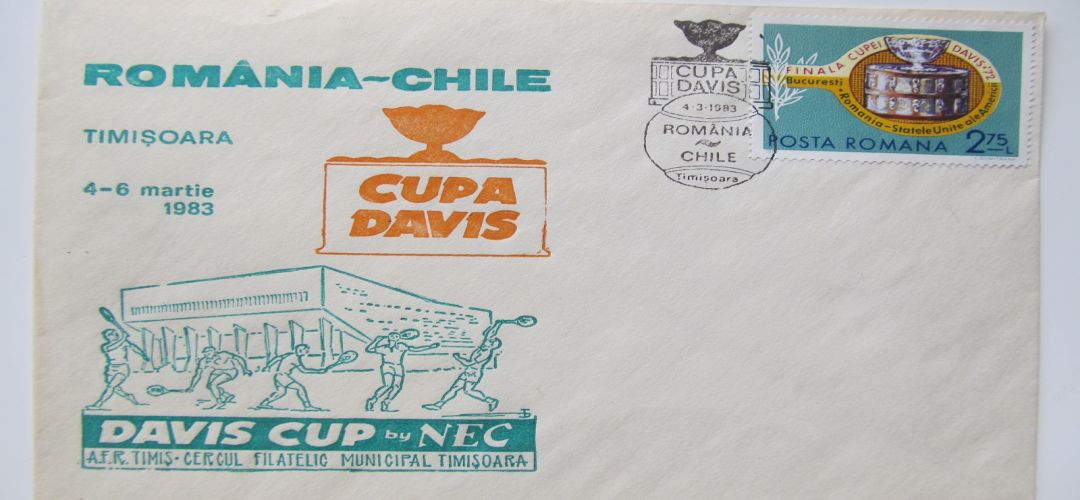 ROMÂNIA~CHILE
TIMIȘOARA
4-6 martie
1983
CUPA
DAVIS
DAVIS CUP by NEC
A.F.R. TIMIȘ - CERCUL FILATELIC MUNICIPAL TIMIȘOARA
CUPA
DAVIS
4-3-1983
ROMÂNIA
CHILE
Timișoara
FINALA CUPEI DAVIS-'72
București
România - Statele Unite ale Americii
POSTA ROMANA 2,75 L